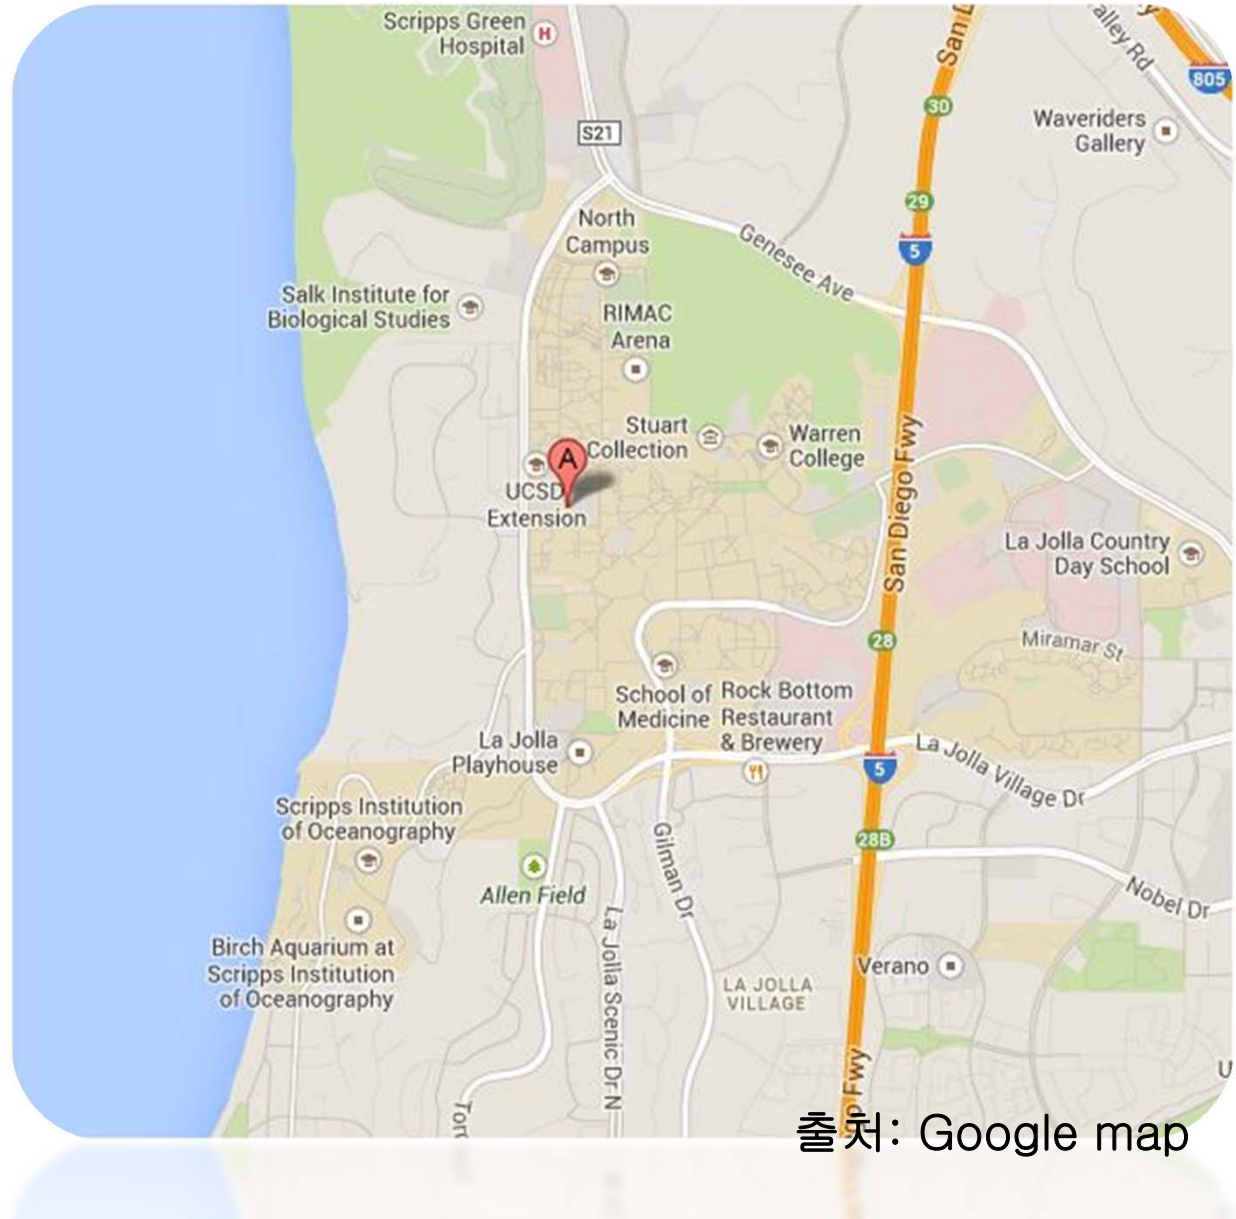 Scripps Green
Hospital
H
S21
30
805
Waveriders
Gallery
29
5
North
Campus
Genesee Ave
Salk Institute for
Biological Studies
RIMAC
Arena
Stuart
Collection
Warren
College
A
UCSD
Extension
San Diego Fwy
La Jolla Country
Day School
28
Miramar St
School of
Medicine
Rock Bottom
Restaurant
& Brewery
La Jolla
Playhouse
5
La Jolla Village Dr
Scripps Institution
of Oceanography
28B
Allen Field
Gilman Dr
Nobel Dr
La Jolla Scenic Dr N
Birch Aquarium at
Scripps Institution
of Oceanography
Verano
LA JOLLA
VILLAGE
Fwy
출처: Google map